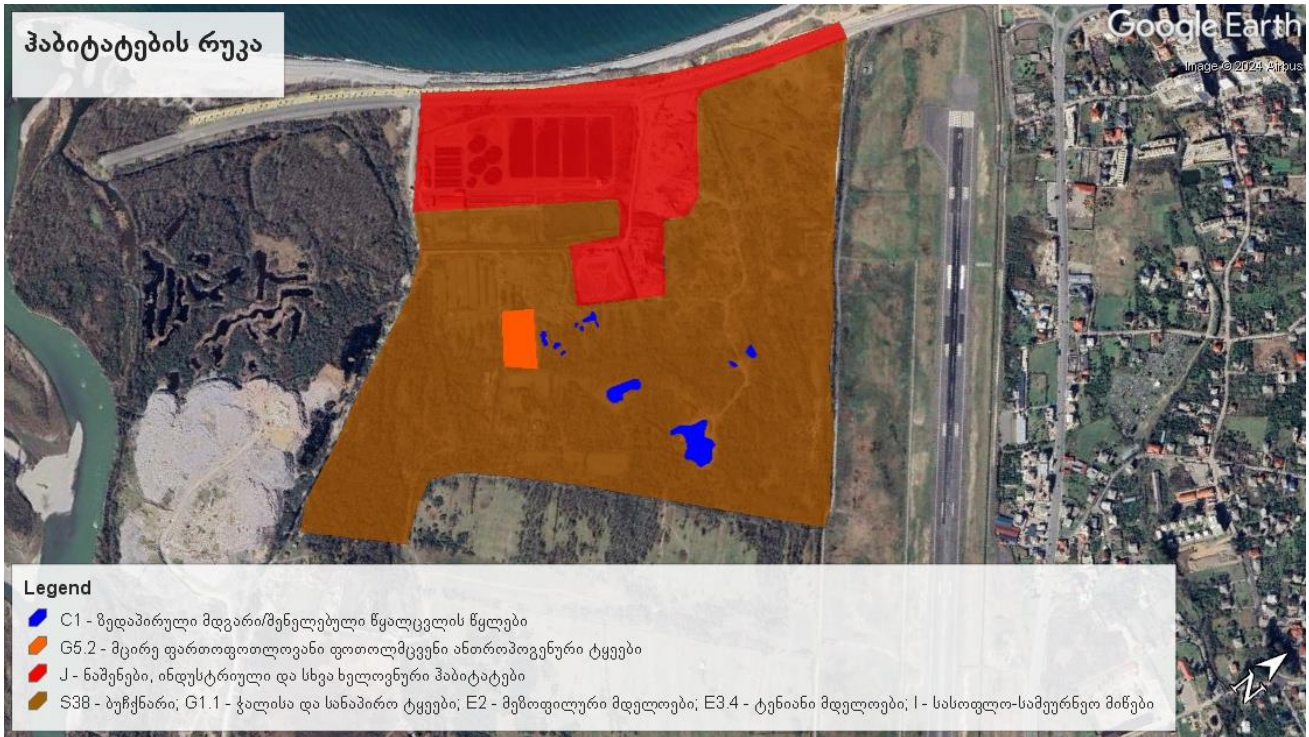 ჰაბიტატების რუკა
Google Earth
Image © 2024 Airbus
Legend
C1 - ზედაპირული მდგარი/შენელებული წყალცვლის წყლები
G5.2 - მცირე ფართოფოთლოვანი ფოთოლმცვენი ანთროპოგენური ტყეები
J - ნაშენები, ინდუსტრიული და სხვა ხელოვნური ჰაბიტატები
S38 - ბუჩქნარი; G1.1 - ჭალისა და სანაპირო ტყეები; E2 - მეზოფილური მდელოები; E3.4 - ტენიანი მდელოები; I - სასოფლო-სამეურნეო მიწები
N